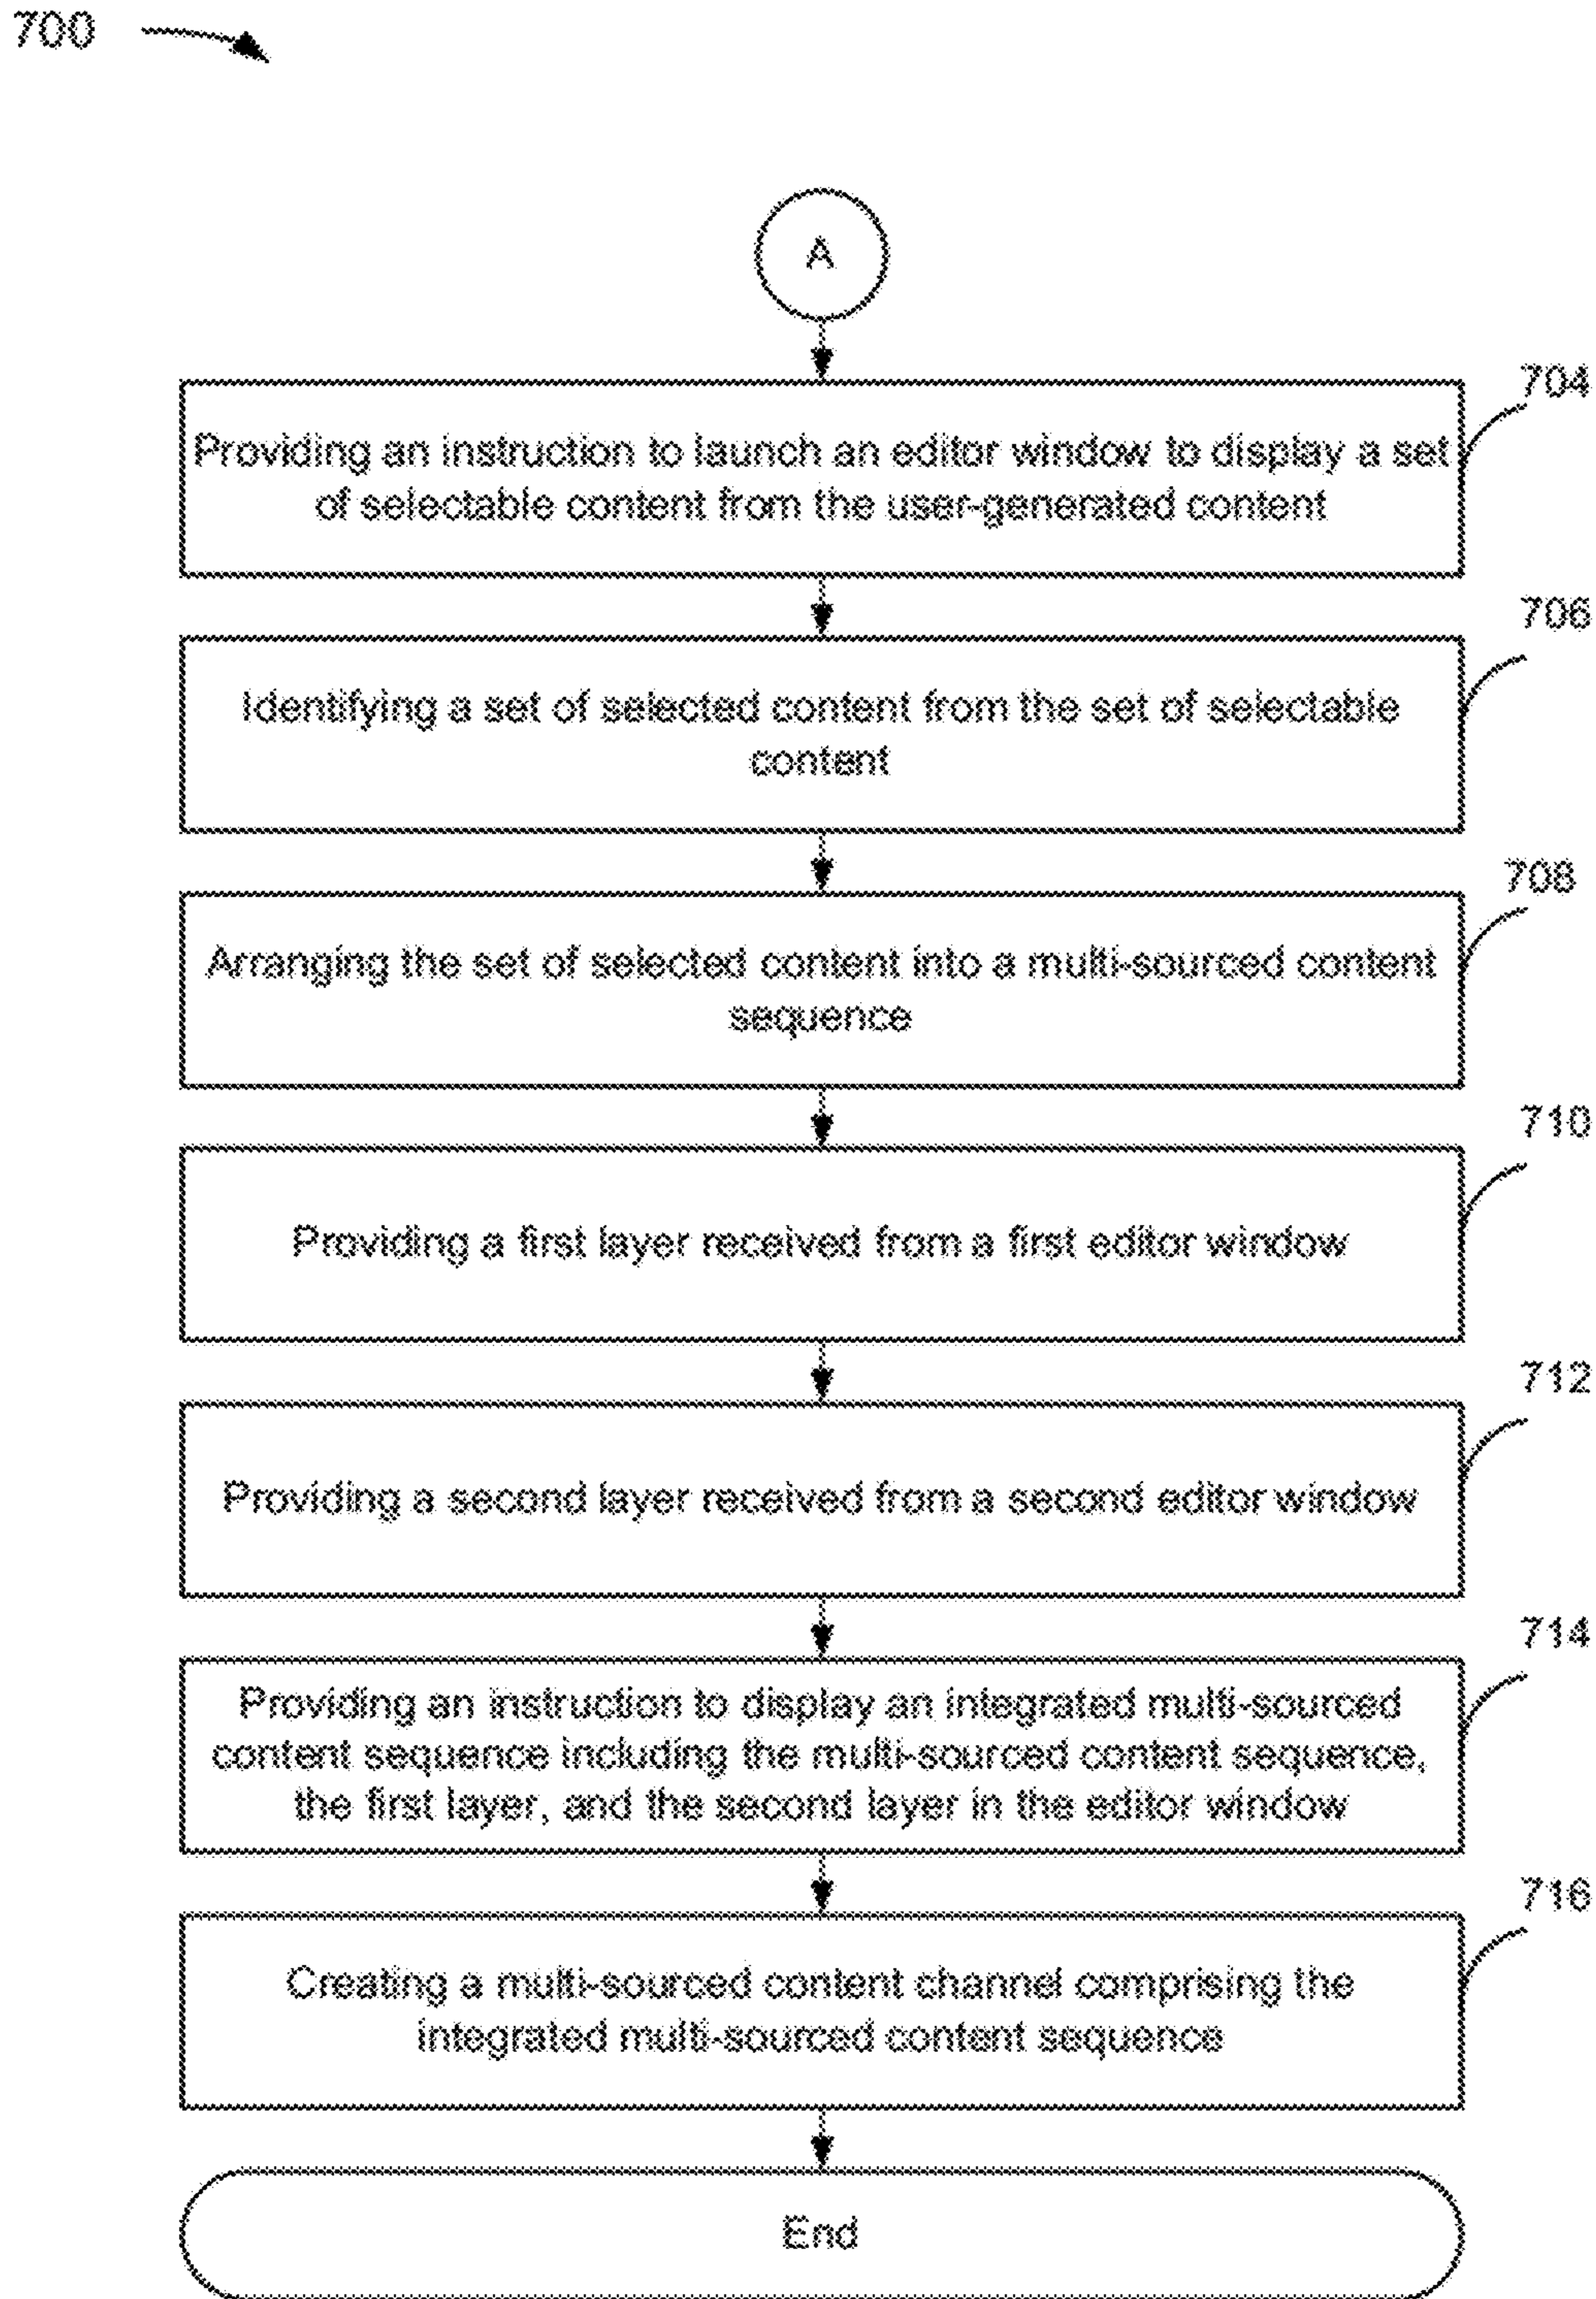 700
A
704
Providing an instruction to launch an editor window to display a set
of selectable content from the user-generated content
706
Identifying a set of selected content from the set of selectable
content
708
Arranging the set of selected content into a multi-sourced content
sequence
710
Providing a first layer received from a first editor window
712
Providing a second layer received from a second editor window
714
Providing an instruction to display an integrated multi-sourced
content sequence including the multi-sourced content sequence,
the first layer, and the second layer in the editor window
716
Creating a multi-sourced content channel comprising the
integrated multi-sourced content sequence
End